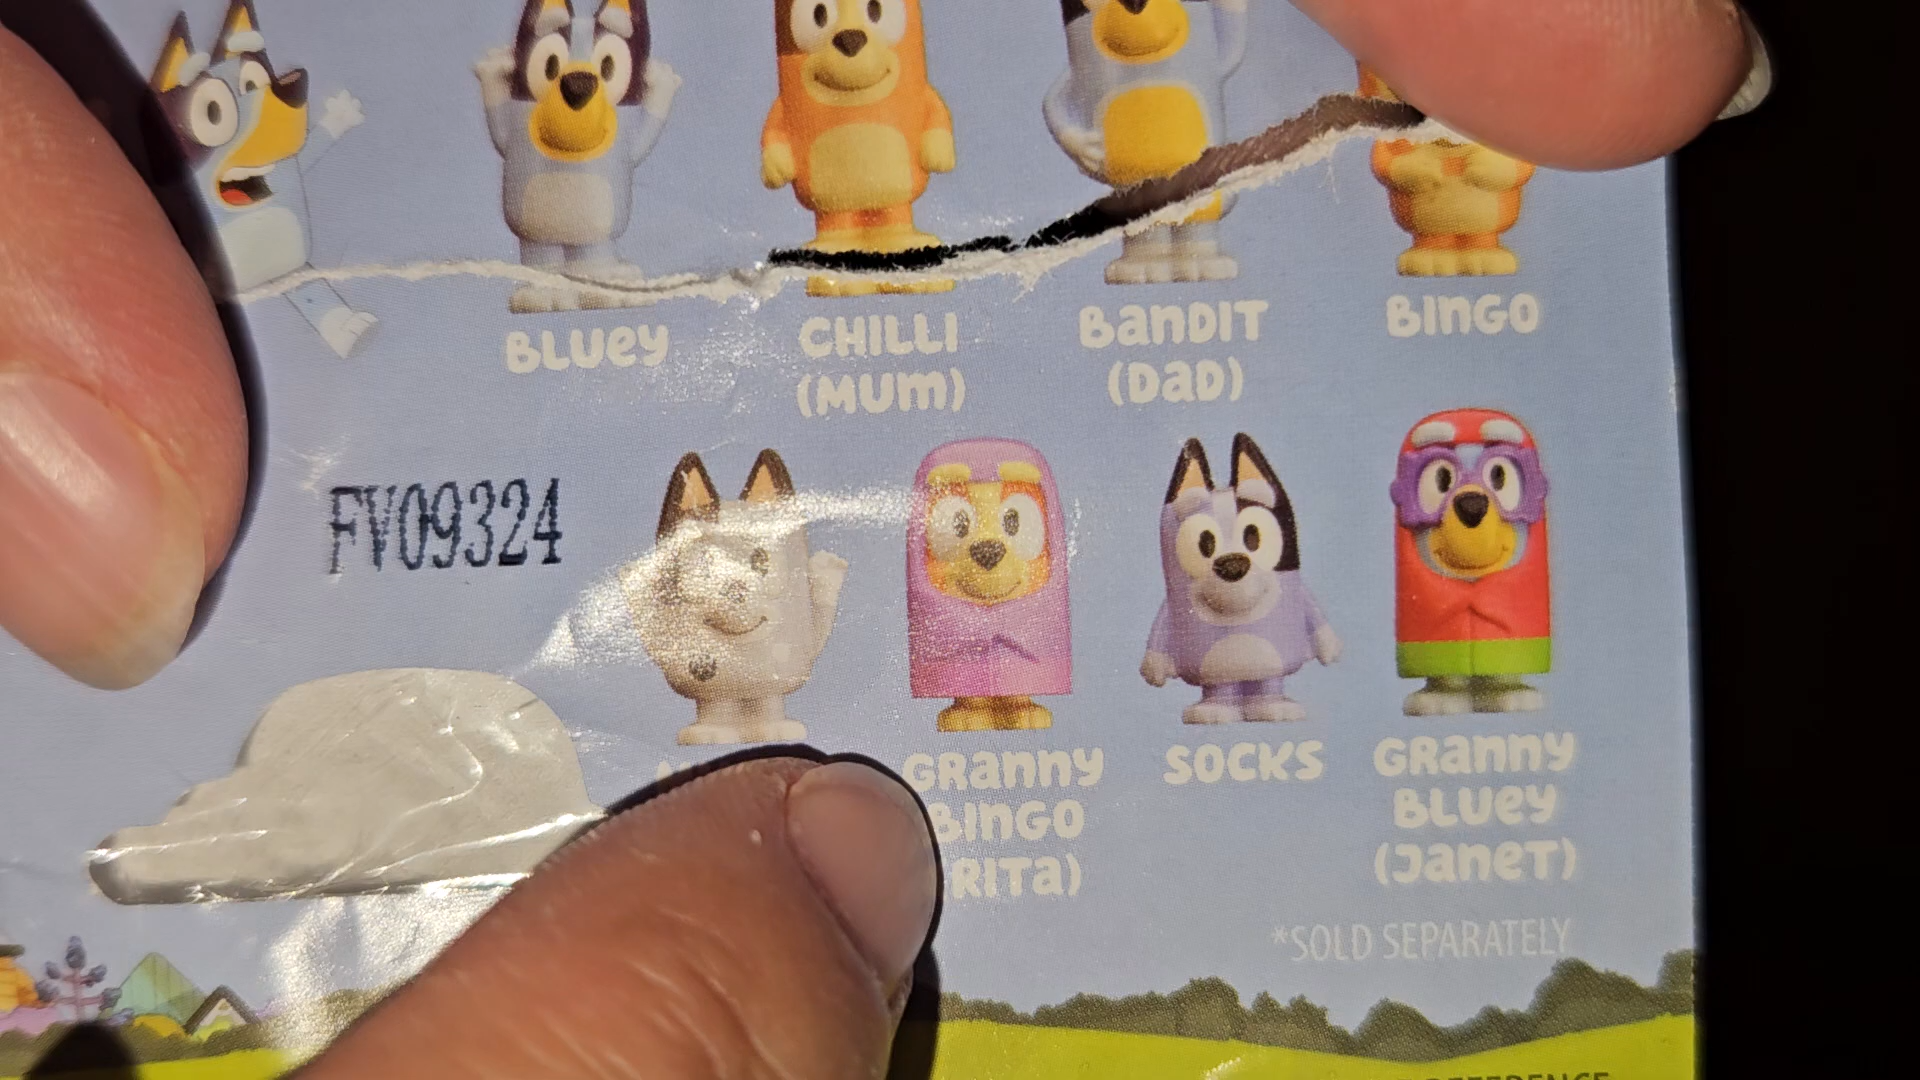 BLUEY
CHILLI
(MUM)
BANDIT
(DAD)
BINGO
FV09324
GRANNY
BINGO
RITA)
SOCKS
GRANNY
BLUEY
(JANET)
*SOLD SEPARATELY